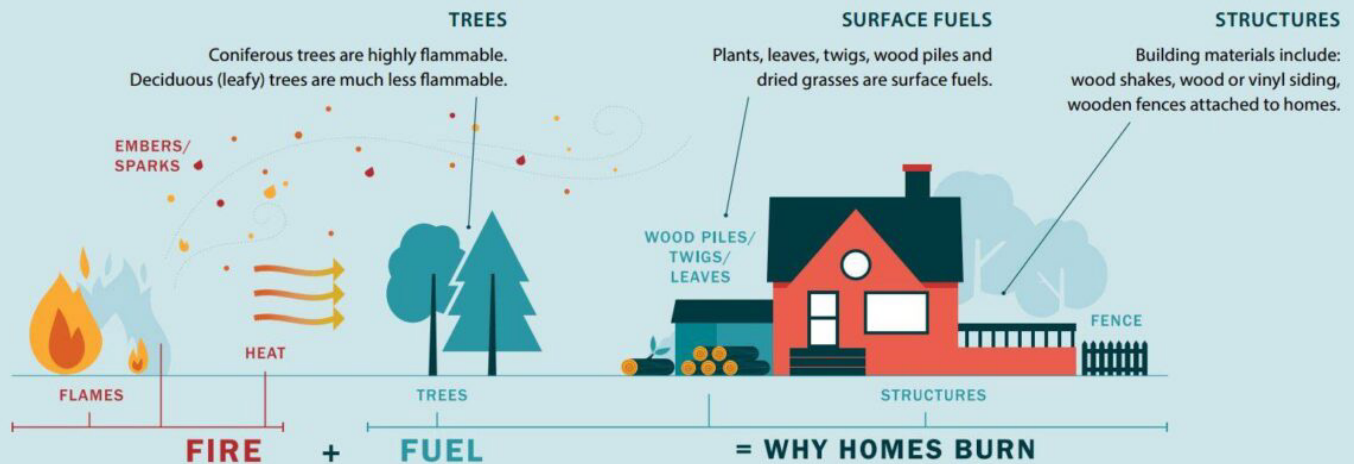 TREES
Coniferous trees are highly flammable.
Deciduous (leafy) trees are much less flammable.
SURFACE FUELS
Plants, leaves, twigs, wood piles and
dried grasses are surface fuels.
STRUCTURES
Building materials include:
wood shakes, wood or vinyl siding,
wooden fences attached to homes.
EMBERS/
SPARKS
WOOD PILES/
TWIGS/
LEAVES
FENCE
HEAT
FLAMES
TREES
STRUCTURES
FIRE + FUEL = WHY HOMES BURN